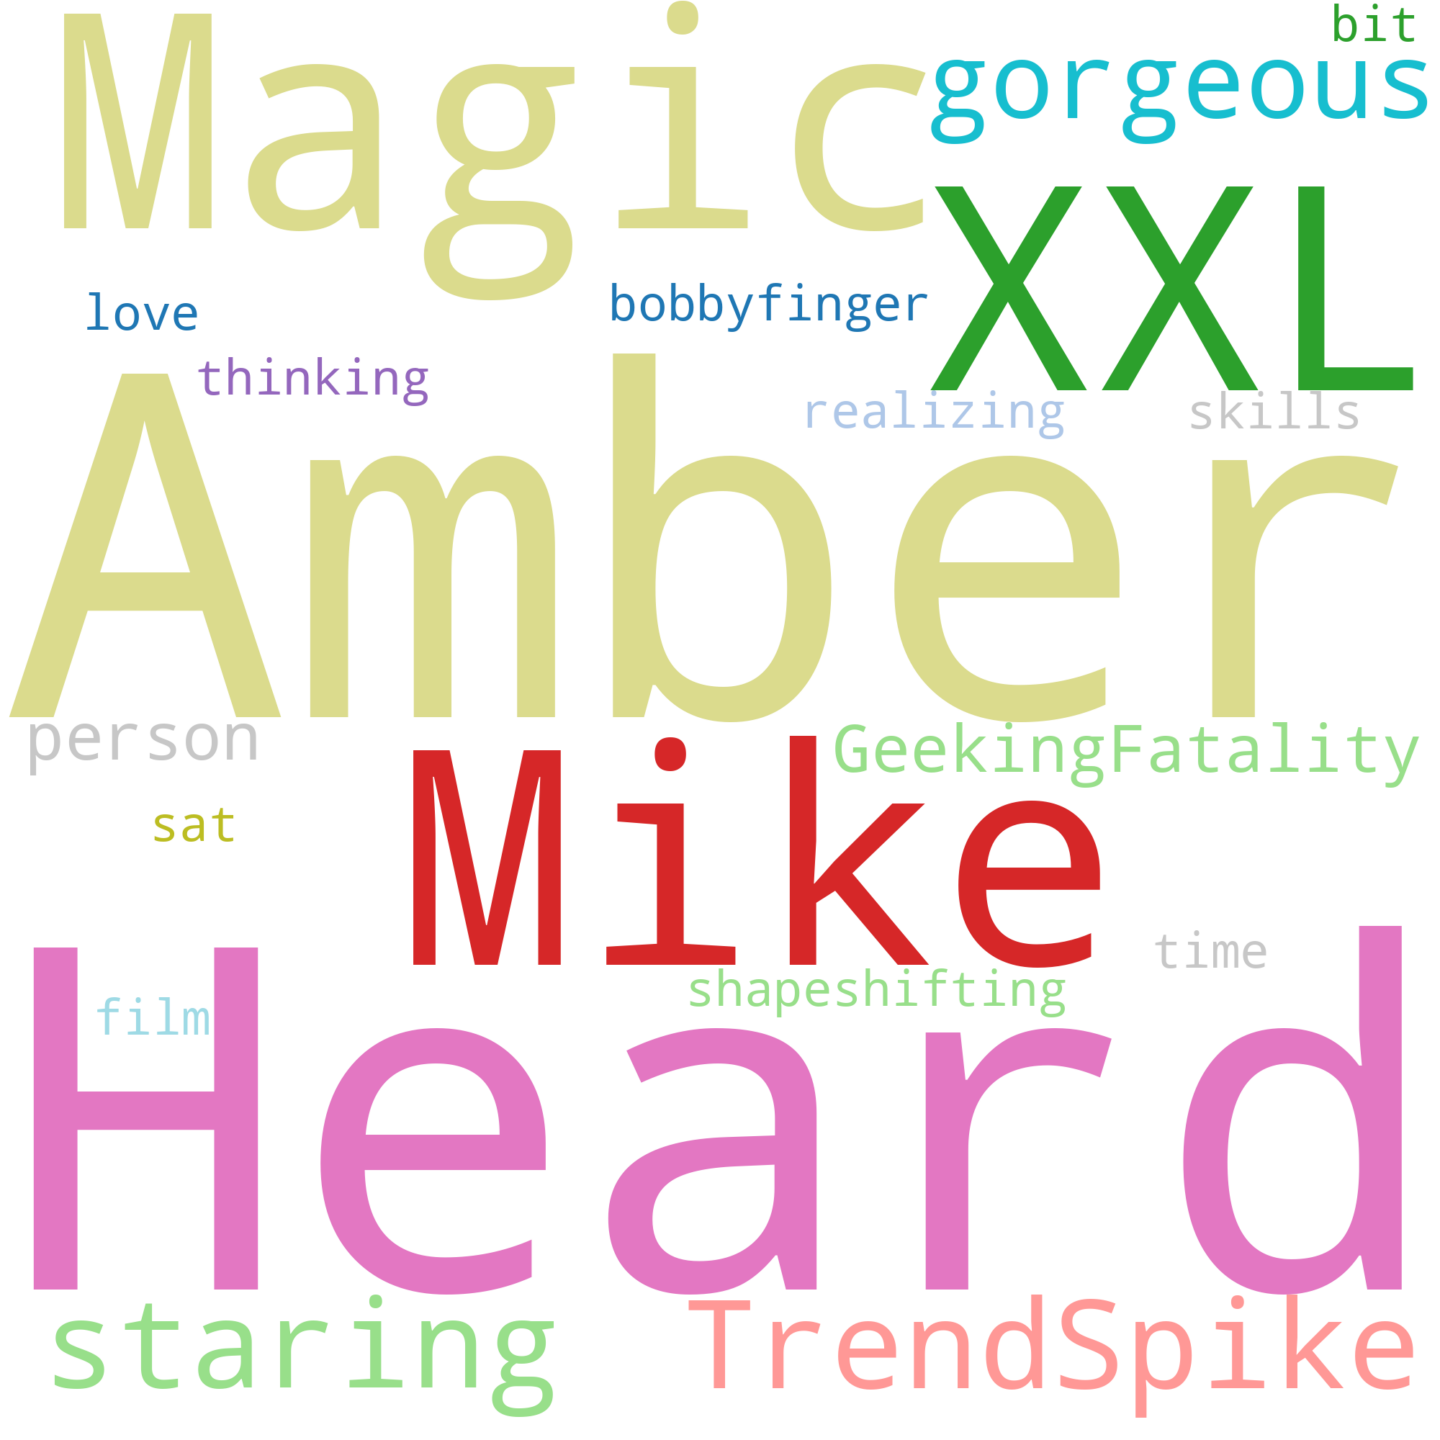 bit
Magic
gorgeous
XXL
love
bobbyfinger
thinking
realizing
skills
Amber
person
GeekingFatality
sat
Mike
time
film
shapeshifting
Heard
staring
TrendSpike